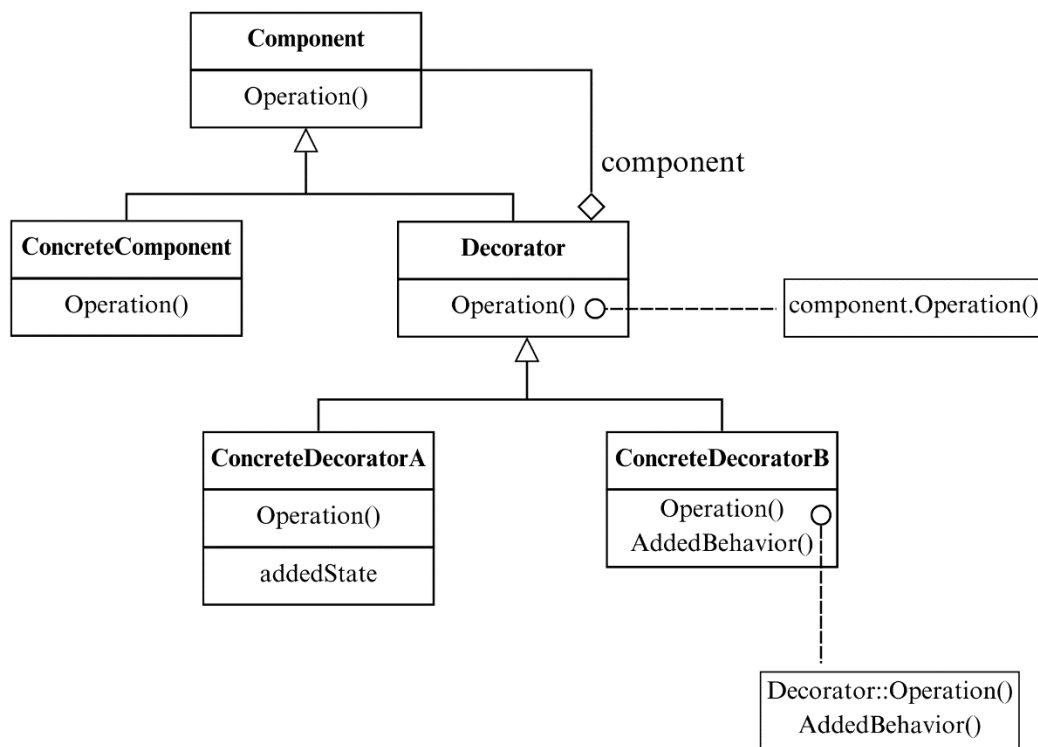 Component
Operation()
component
ConcreteComponent
Operation()
Decorator
Operation()
component.Operation()
ConcreteDecoratorA
Operation()
addedState
ConcreteDecoratorB
Operation()
AddedBehavior()
Decorator::Operation()
AddedBehavior()